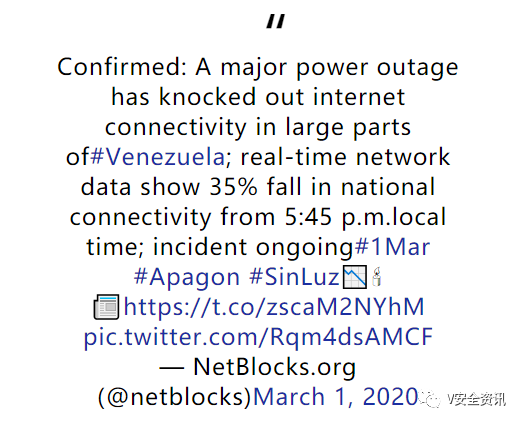 "
Confirmed: A major power outage
has knocked out internet
connectivity in large parts
of#Venezuela; real-time network
data show 35% fall in national
connectivity from 5:45 p.m.local
time; incident ongoing#1Mar
#Apagon #SinLuz📉🕯
📰https://t.co/zscaM2NYhM
pic.twitter.com/Rqm4dsAMCF
— NetBlocks.org
(@netblocks)March 1, 2020
V安全资讯